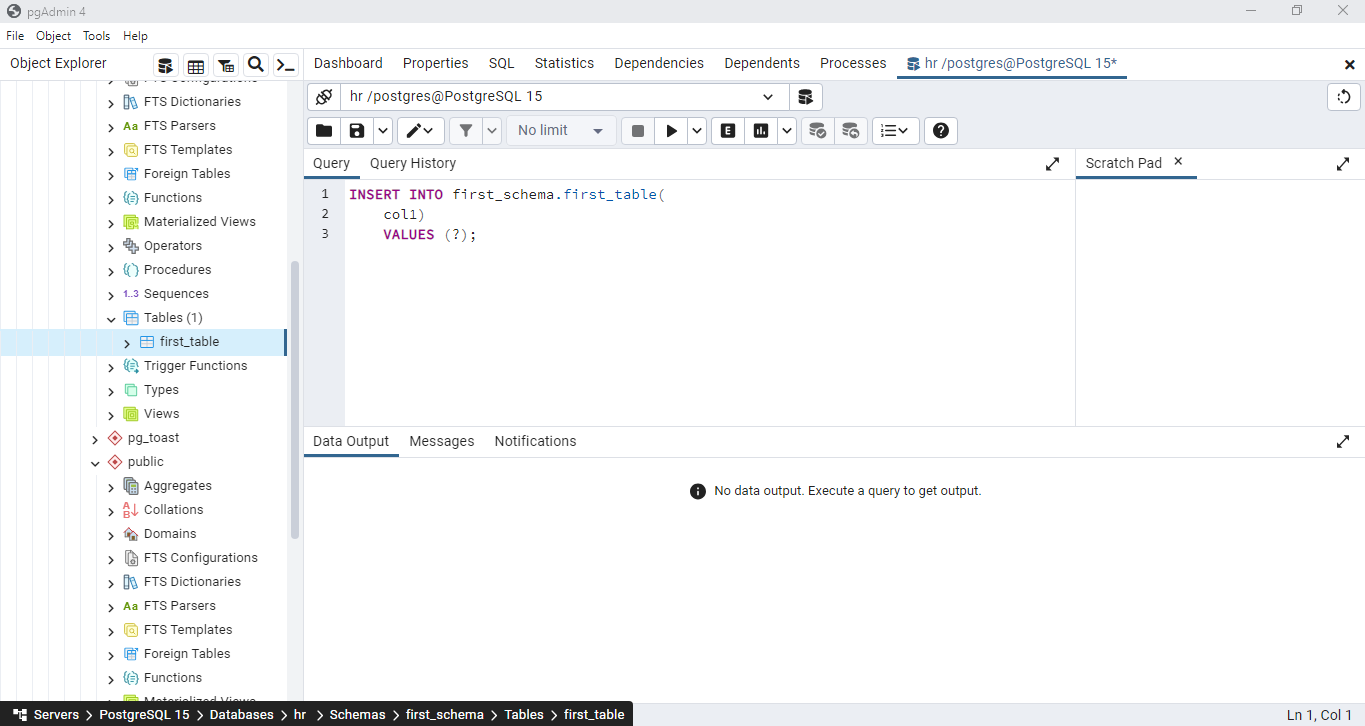 pgAdmin 4
File Object Tools Help
Object Explorer
Dashboard Properties SQL Statistics Dependencies Dependents Processes hr /postgres@PostgreSQL 15*
hr /postgres@PostgreSQL 15
No limit
E
Query Query History
Scratch Pad
1 INSERT INTO first_schema.first_table(
2 col1)
3 VALUES (?);
FTS Configurations
FTS Dictionaries
Aa FTS Parsers
FTS Templates
Foreign Tables
Functions
Materialized Views
Operators
Procedures
1..3 Sequences
Tables (1)
first_table
Trigger Functions
Types
Views
pg_toast
public
Aggregates
Collations
Domains
FTS Configurations
FTS Dictionaries
Aa FTS Parsers
FTS Templates
Foreign Tables
Functions
Materialized Views
Data Output Messages Notifications
No data output. Execute a query to get output.
Servers > PostgreSQL 15 > Databases > hr > Schemas > first_schema > Tables > first_table
Ln 1, Col 1